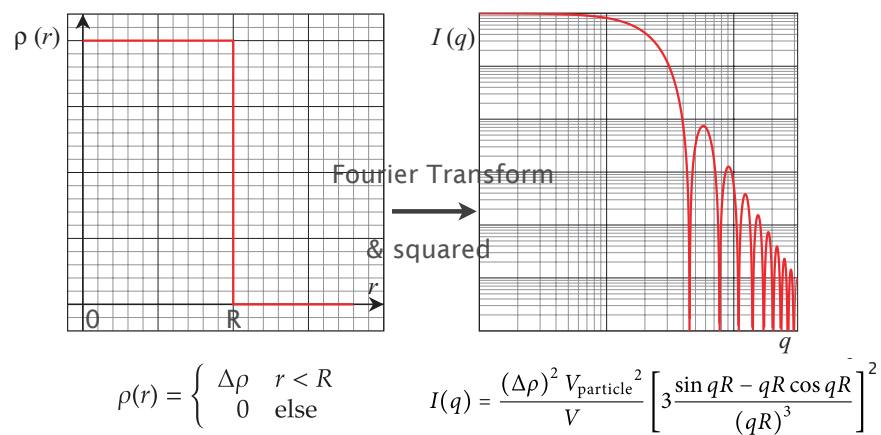 ρ (r)
I (q)
Fourier Transform
& squared
r
0 R
q
ρ(r) = { Δρ r < R
0 else
I(q) = (Δρ)² V_particle² / V [3 (sin qR − qR cos qR) / (qR)³]²